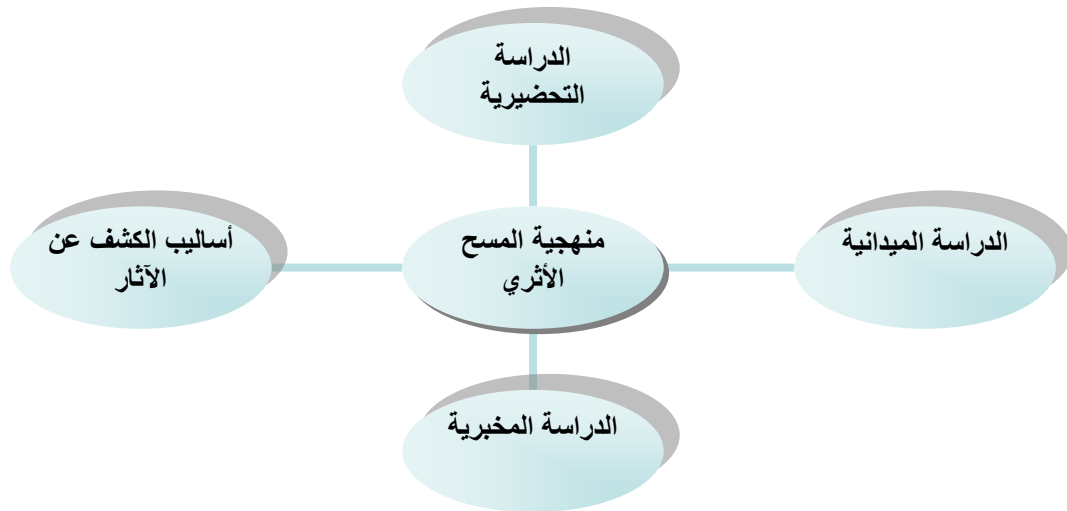 الدراسة
التحضيرية
الدراسة الميدانية
منهجية المسح
الأثري
أساليب الكشف عن
الآثار
الدراسة المخبرية